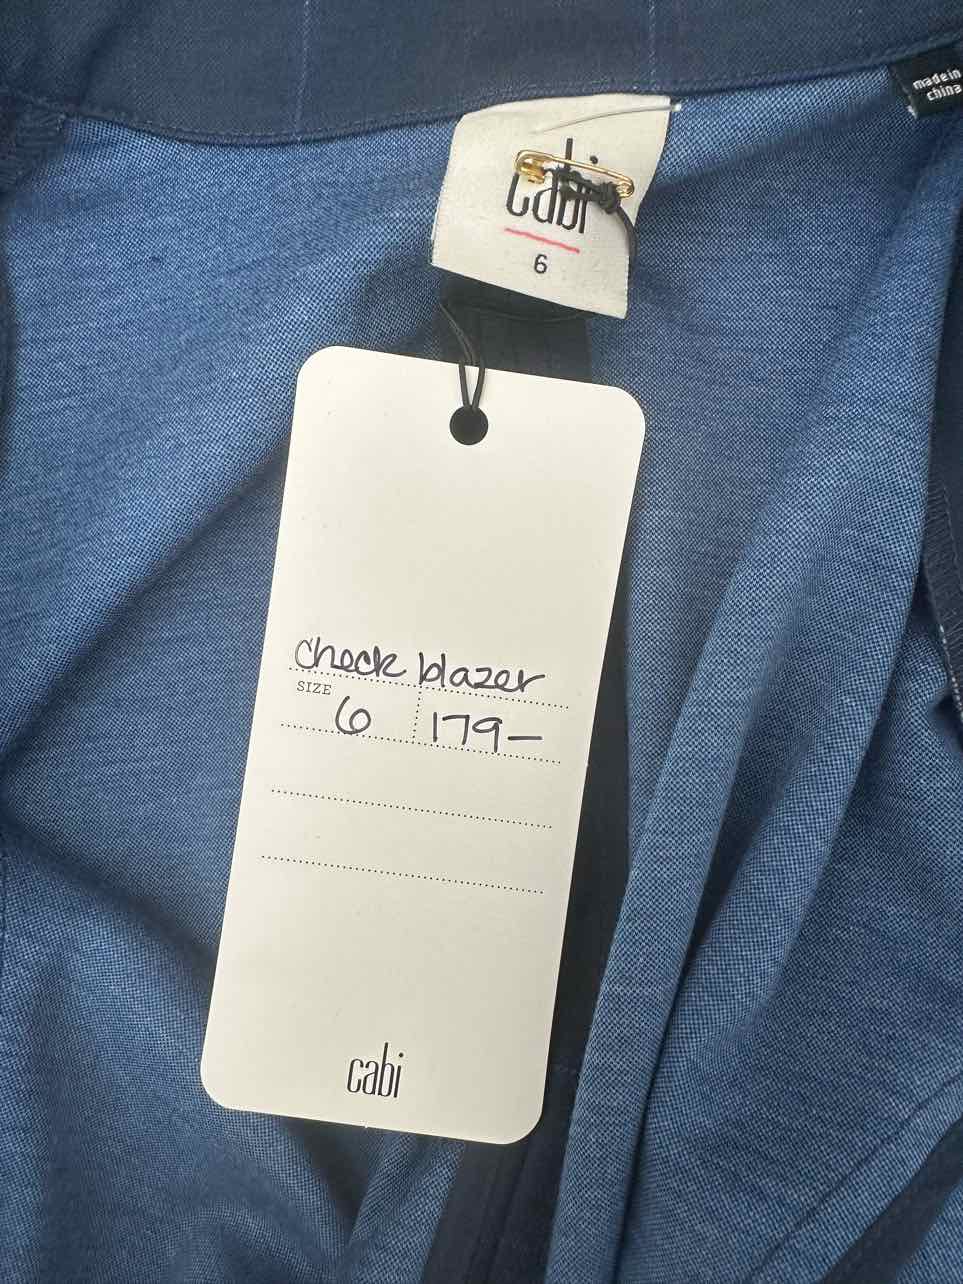 made in
china
cabi
6
check blazer
SIZE
6 179-
cabi